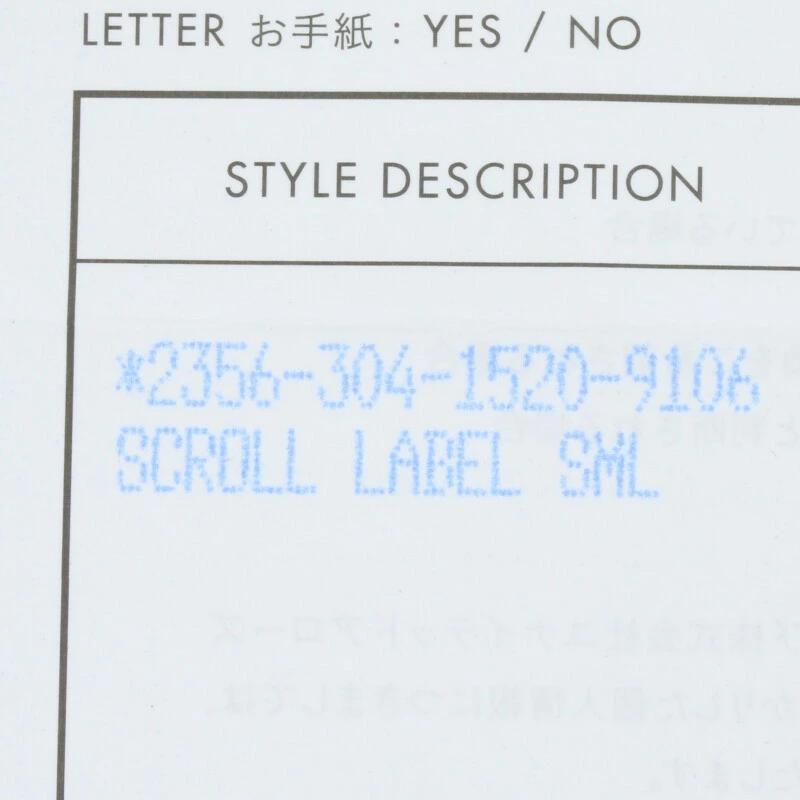 LETTER お手紙 : YES / NO
STYLE DESCRIPTION
*2356-304-1520-9106
SCROLL LABEL SML